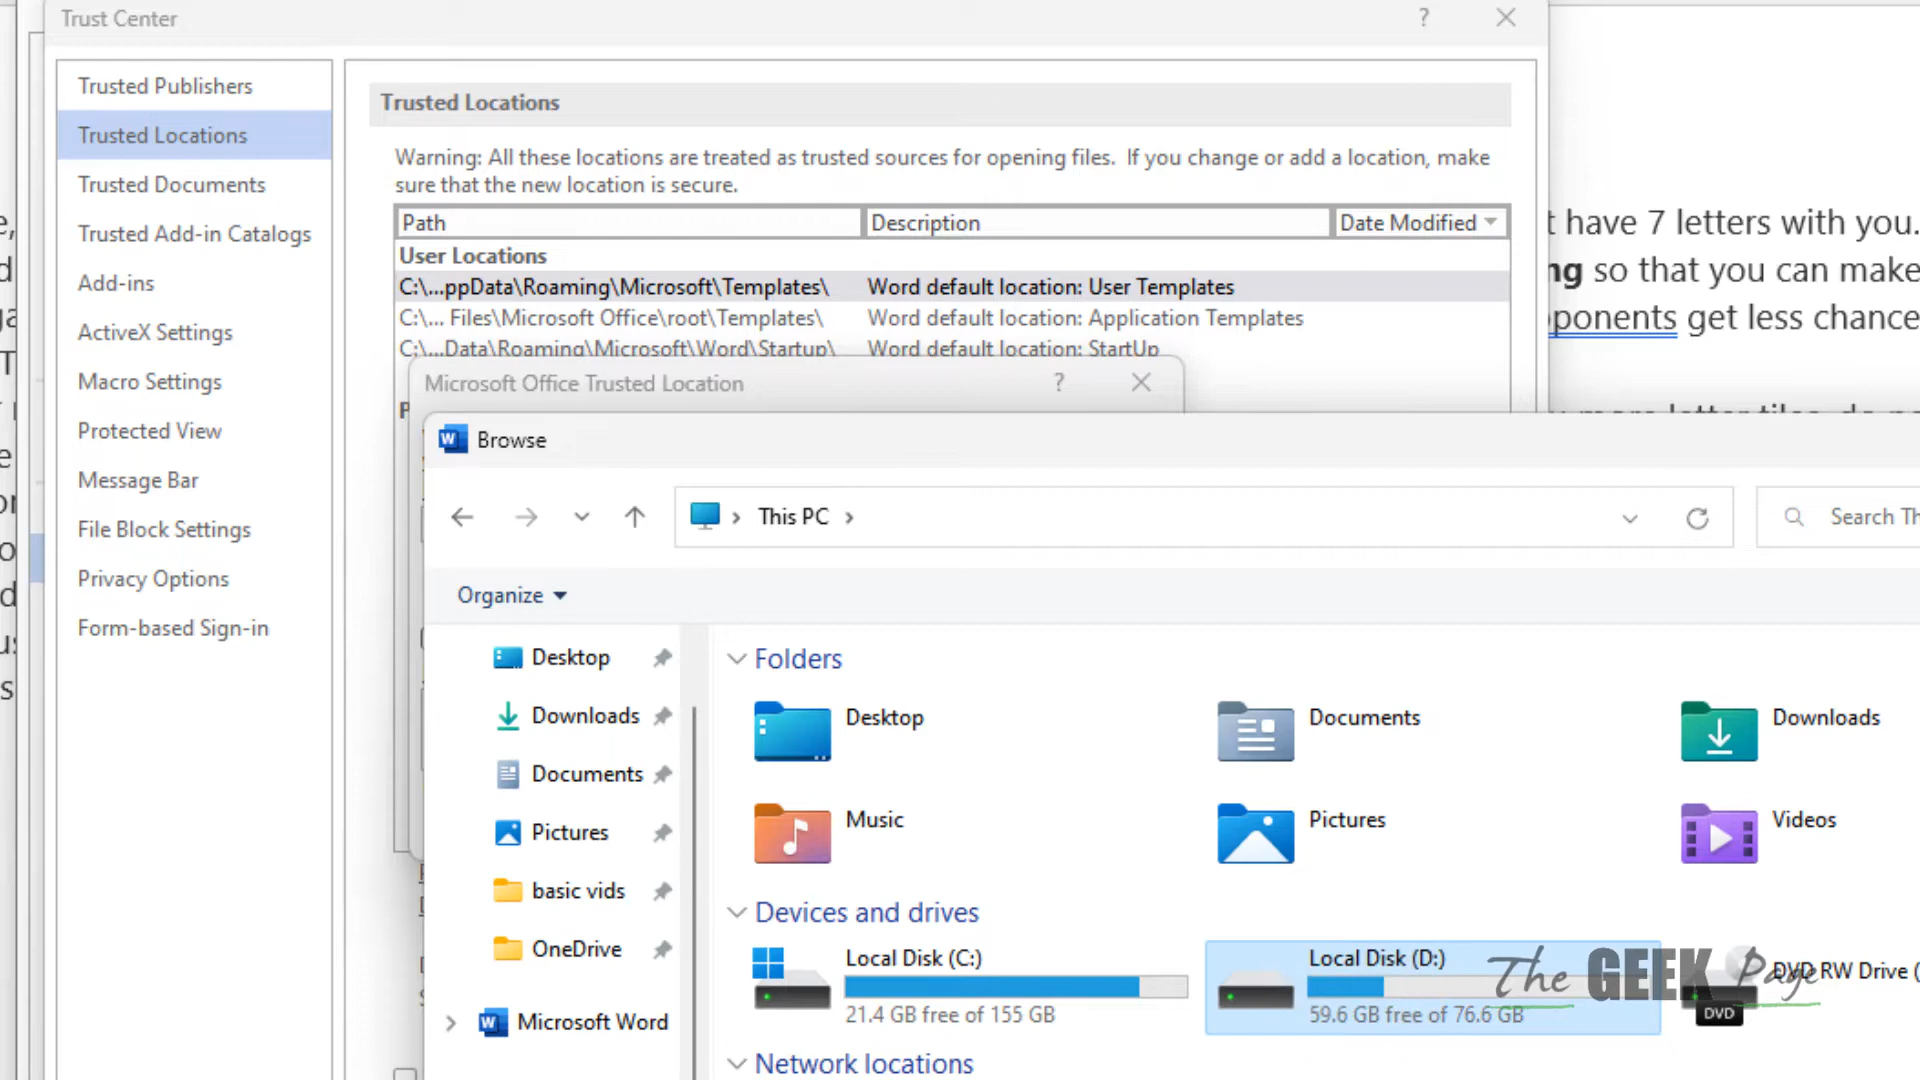 Trust Center
?
Trusted Publishers
Trusted Locations
Trusted Documents
Trusted Add-in Catalogs
Add-ins
ActiveX Settings
Macro Settings
Protected View
Message Bar
File Block Settings
Privacy Options
Form-based Sign-in
Trusted Locations
Warning: All these locations are treated as trusted sources for opening files. If you change or add a location, make
sure that the new location is secure.
Path Description Date Modified
User Locations
C:\...ppData\Roaming\Microsoft\Templates\ Word default location: User Templates
C:\... Files\Microsoft Office\root\Templates\ Word default location: Application Templates
C:\...Data\Roaming\Microsoft\Word\Startup\ Word default location: StartUp
t have 7 letters with you.
ng so that you can make
ponents get less chance
Microsoft Office Trusted Location
?
Browse
This PC
Search Th
Organize
Desktop
Downloads
Documents
Pictures
basic vids
OneDrive
Microsoft Word
Folders
Desktop
Documents
Downloads
Music
Pictures
Videos
Devices and drives
Local Disk (C:)
21.4 GB free of 155 GB
Local Disk (D:)
59.6 GB free of 76.6 GB
DVD RW Drive (
DVD
The GEEK Page
Network locations